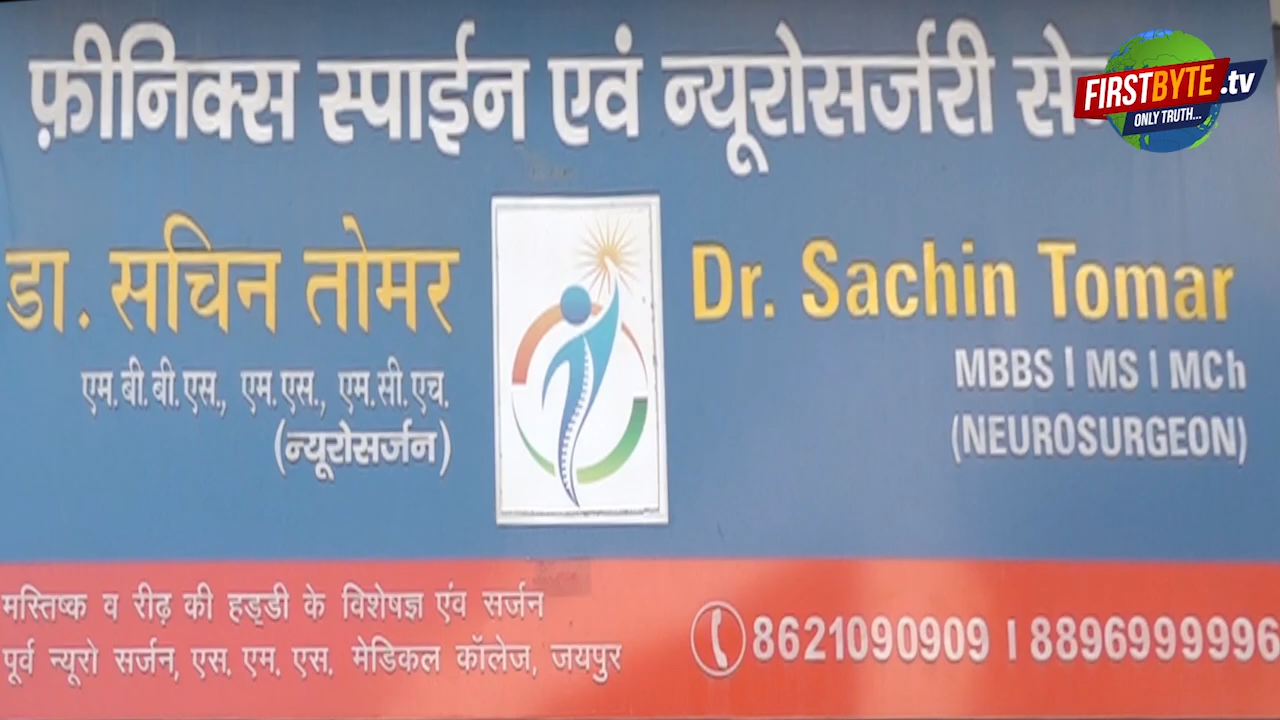 फ़ीनिक्स स्पाईन एवं न्यूरोसर्जरी
FIRSTBYTE.tv
ONLY TRUTH...
डा. सचिन तोमर
एम.बी.बी.एस., एम.एस., एम.सी.एच.
(न्यूरोसर्जन)
Dr. Sachin Tomar
MBBS | MS | MCh
(NEUROSURGEON)
मस्तिष्क व रीढ़ की हड्डी के विशेषज्ञ एंव सर्जन
पूर्व न्यूरो सर्जन, एस. एम. एस. मेडिकल कॉलेज, जयपुर
8621090909 | 8896999996